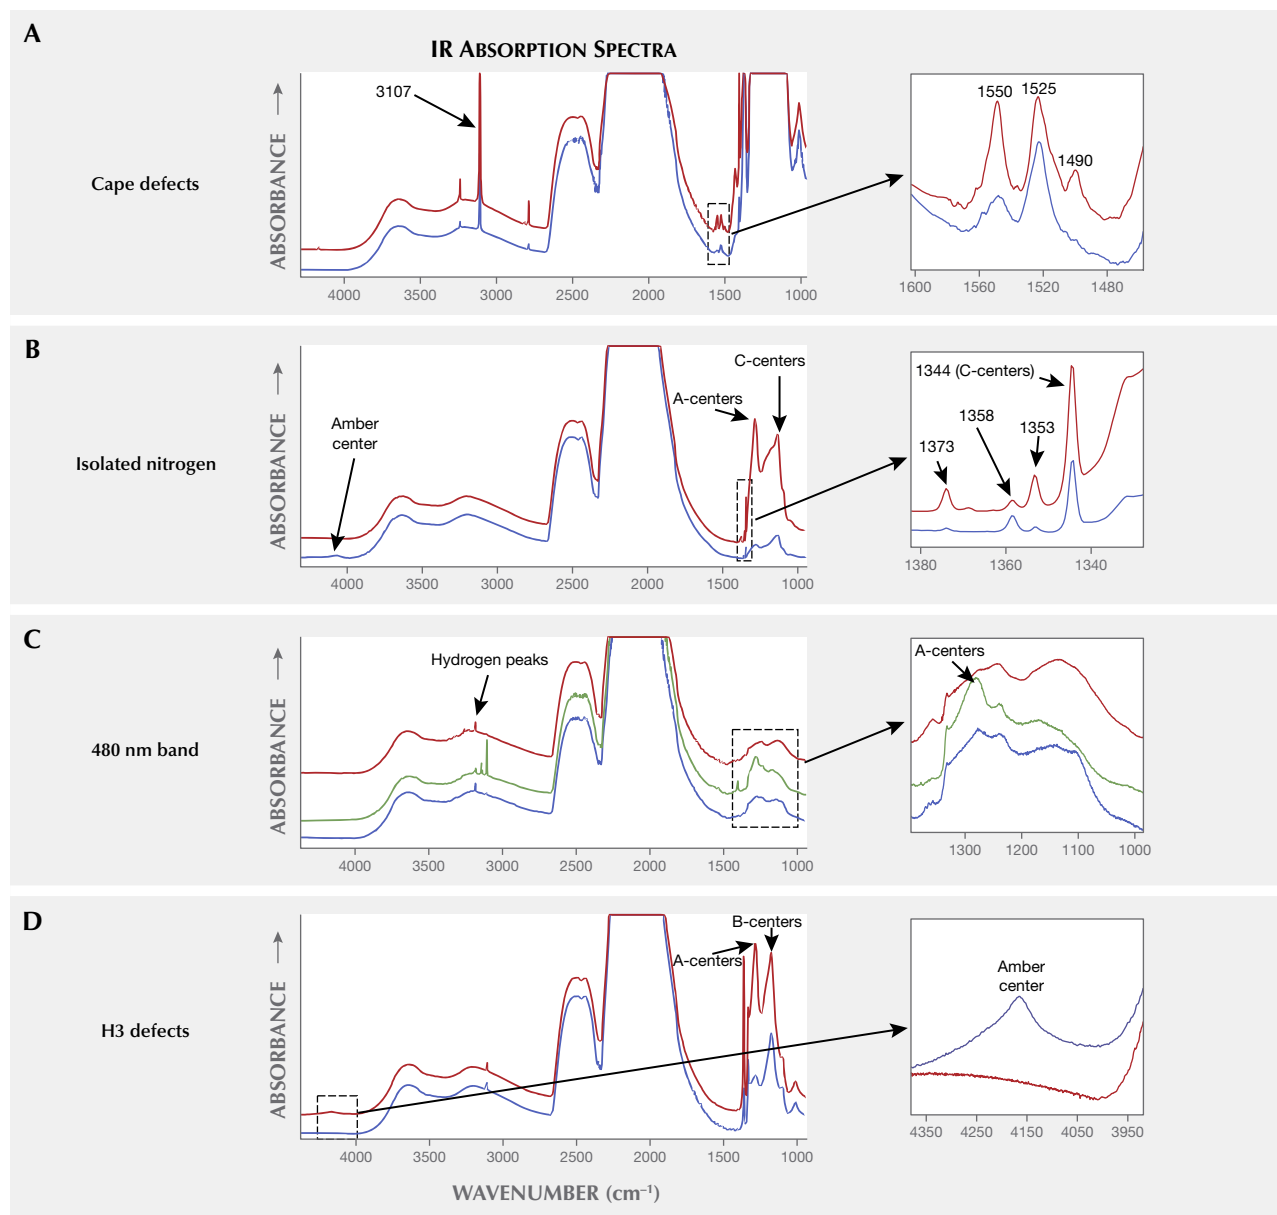 A
IR ABSORPTION SPECTRA
Cape defects
ABSORBANCE
3107
4000 3500 3000 2500 2000 1500 1000
1550 1525
1490
1600 1560 1520 1480
B
Isolated nitrogen
ABSORBANCE
Amber
center
A-centers
C-centers
4000 3500 3000 2500 2000 1500 1000
1344 (C-centers)
1358
1353
1373
1380 1360 1340
C
480 nm band
ABSORBANCE
Hydrogen peaks
4000 3500 3000 2500 2000 1500 1000
A-centers
1300 1200 1100 1000
D
H3 defects
ABSORBANCE
B-centers
A-centers
4000 3500 3000 2500 2000 1500 1000
Amber
center
4350 4250 4150 4050 3950
WAVENUMBER (cm⁻¹)